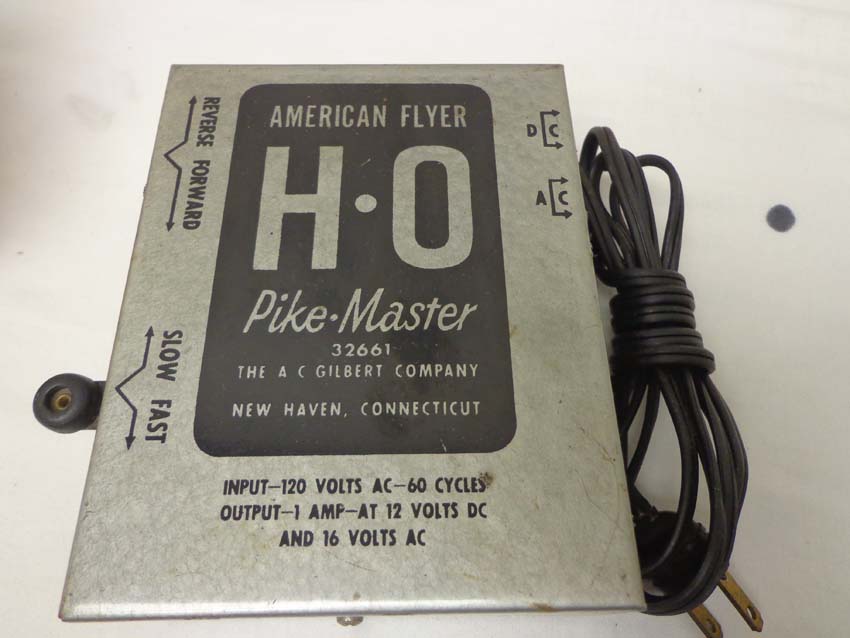 AMERICAN FLYER
H·O
Pike·Master
32661
THE A C GILBERT COMPANY
NEW HAVEN, CONNECTICUT
INPUT—120 VOLTS AC—60 CYCLES
OUTPUT—1 AMP—AT 12 VOLTS DC
AND 16 VOLTS AC
REVERSE FORWARD
SLOW FAST
DC
AC